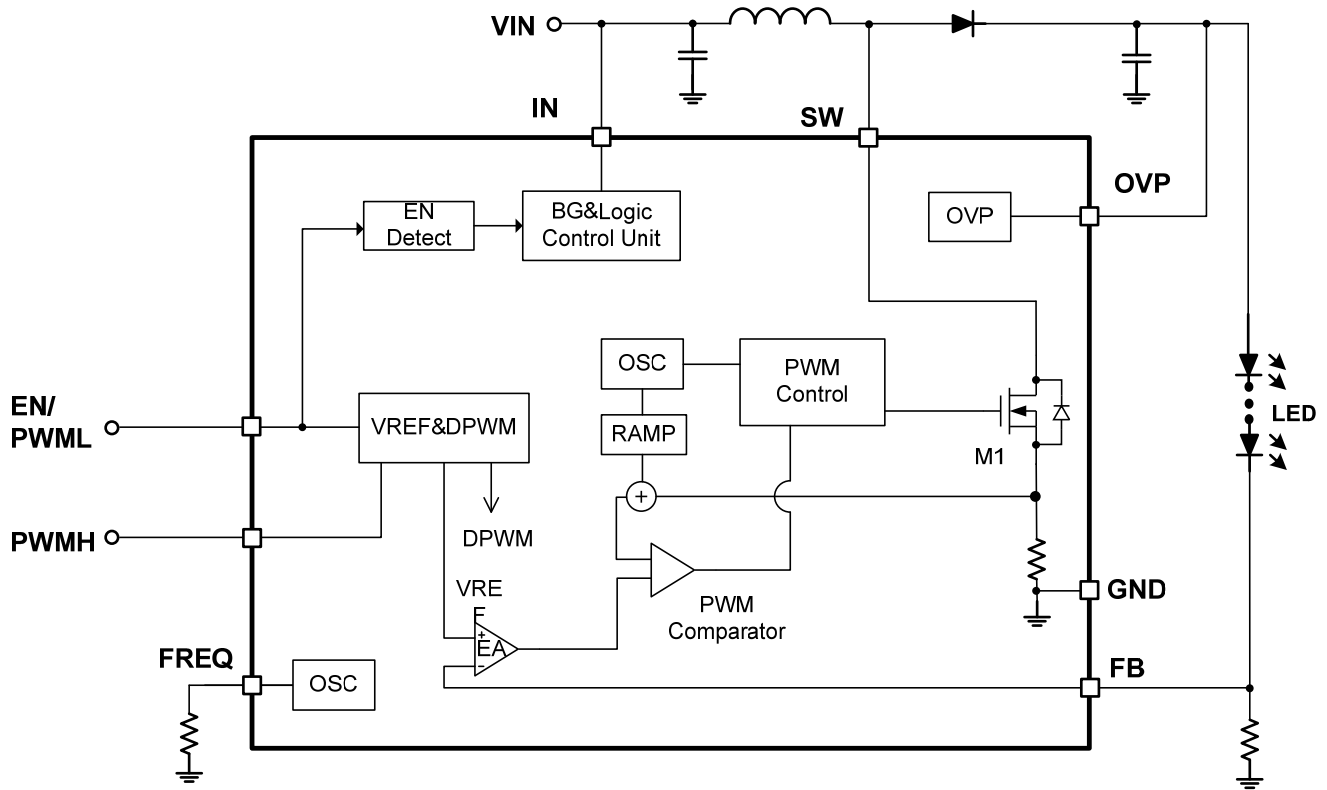 VIN
IN
SW
OVP
OVP
EN
Detect
BG&Logic
Control Unit
OSC
PWM
Control
EN/
PWML
VREF&DPWM
RAMP
LED
M1
+
PWMH
DPWM
VRE
F
+
EA
-
PWM
Comparator
GND
FREQ
OSC
FB